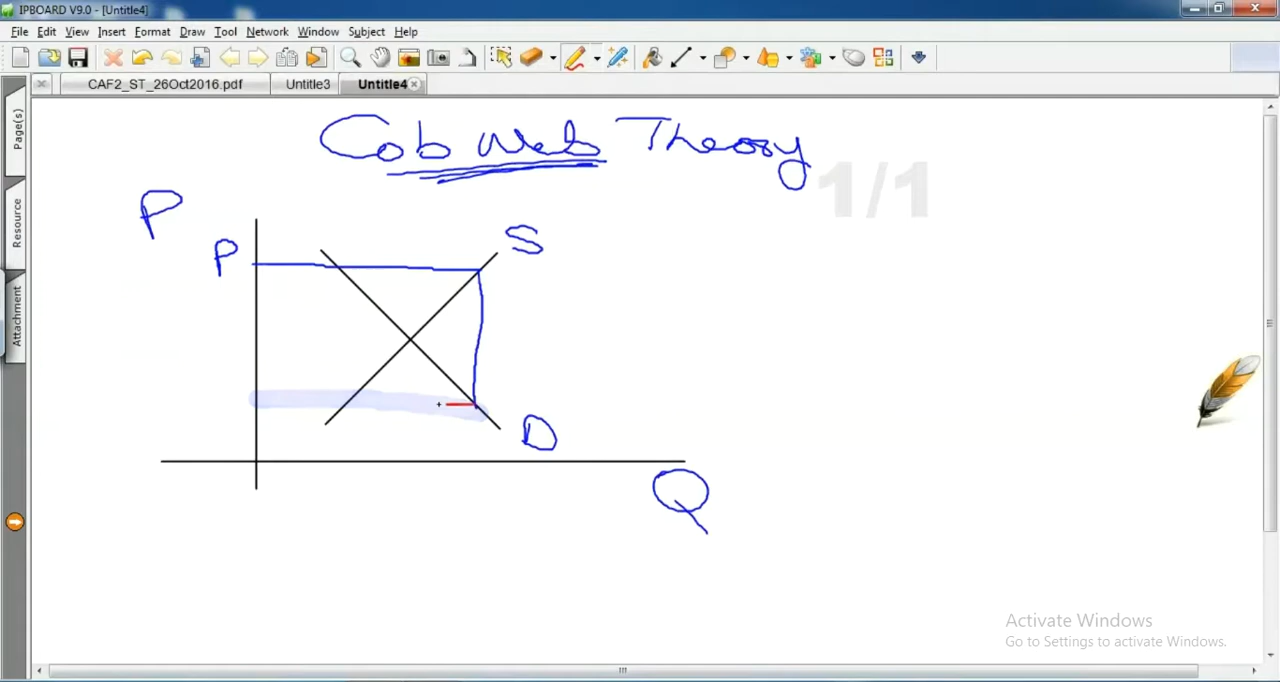 IPBOARD V9.0 - [Untitle4]
File Edit View Insert Format Draw Tool Network Window Subject Help
CAF2_ST_26Oct2016.pdf Untitle3 Untitle4
Page(s)
Resource
Attachment
Cob Web Theory
1/1
P
P
S
D
Q
Activate Windows
Go to Settings to activate Windows.